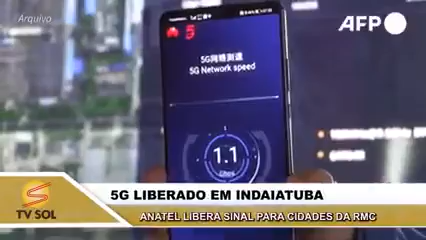 Arquivo
AFP
5
5G网络测速
5G Network speed
1.1
Gbps
S
TV SOL
5G LIBERADO EM INDAIATUBA
ANATEL LIBERA SINAL PARA CIDADES DA RMC